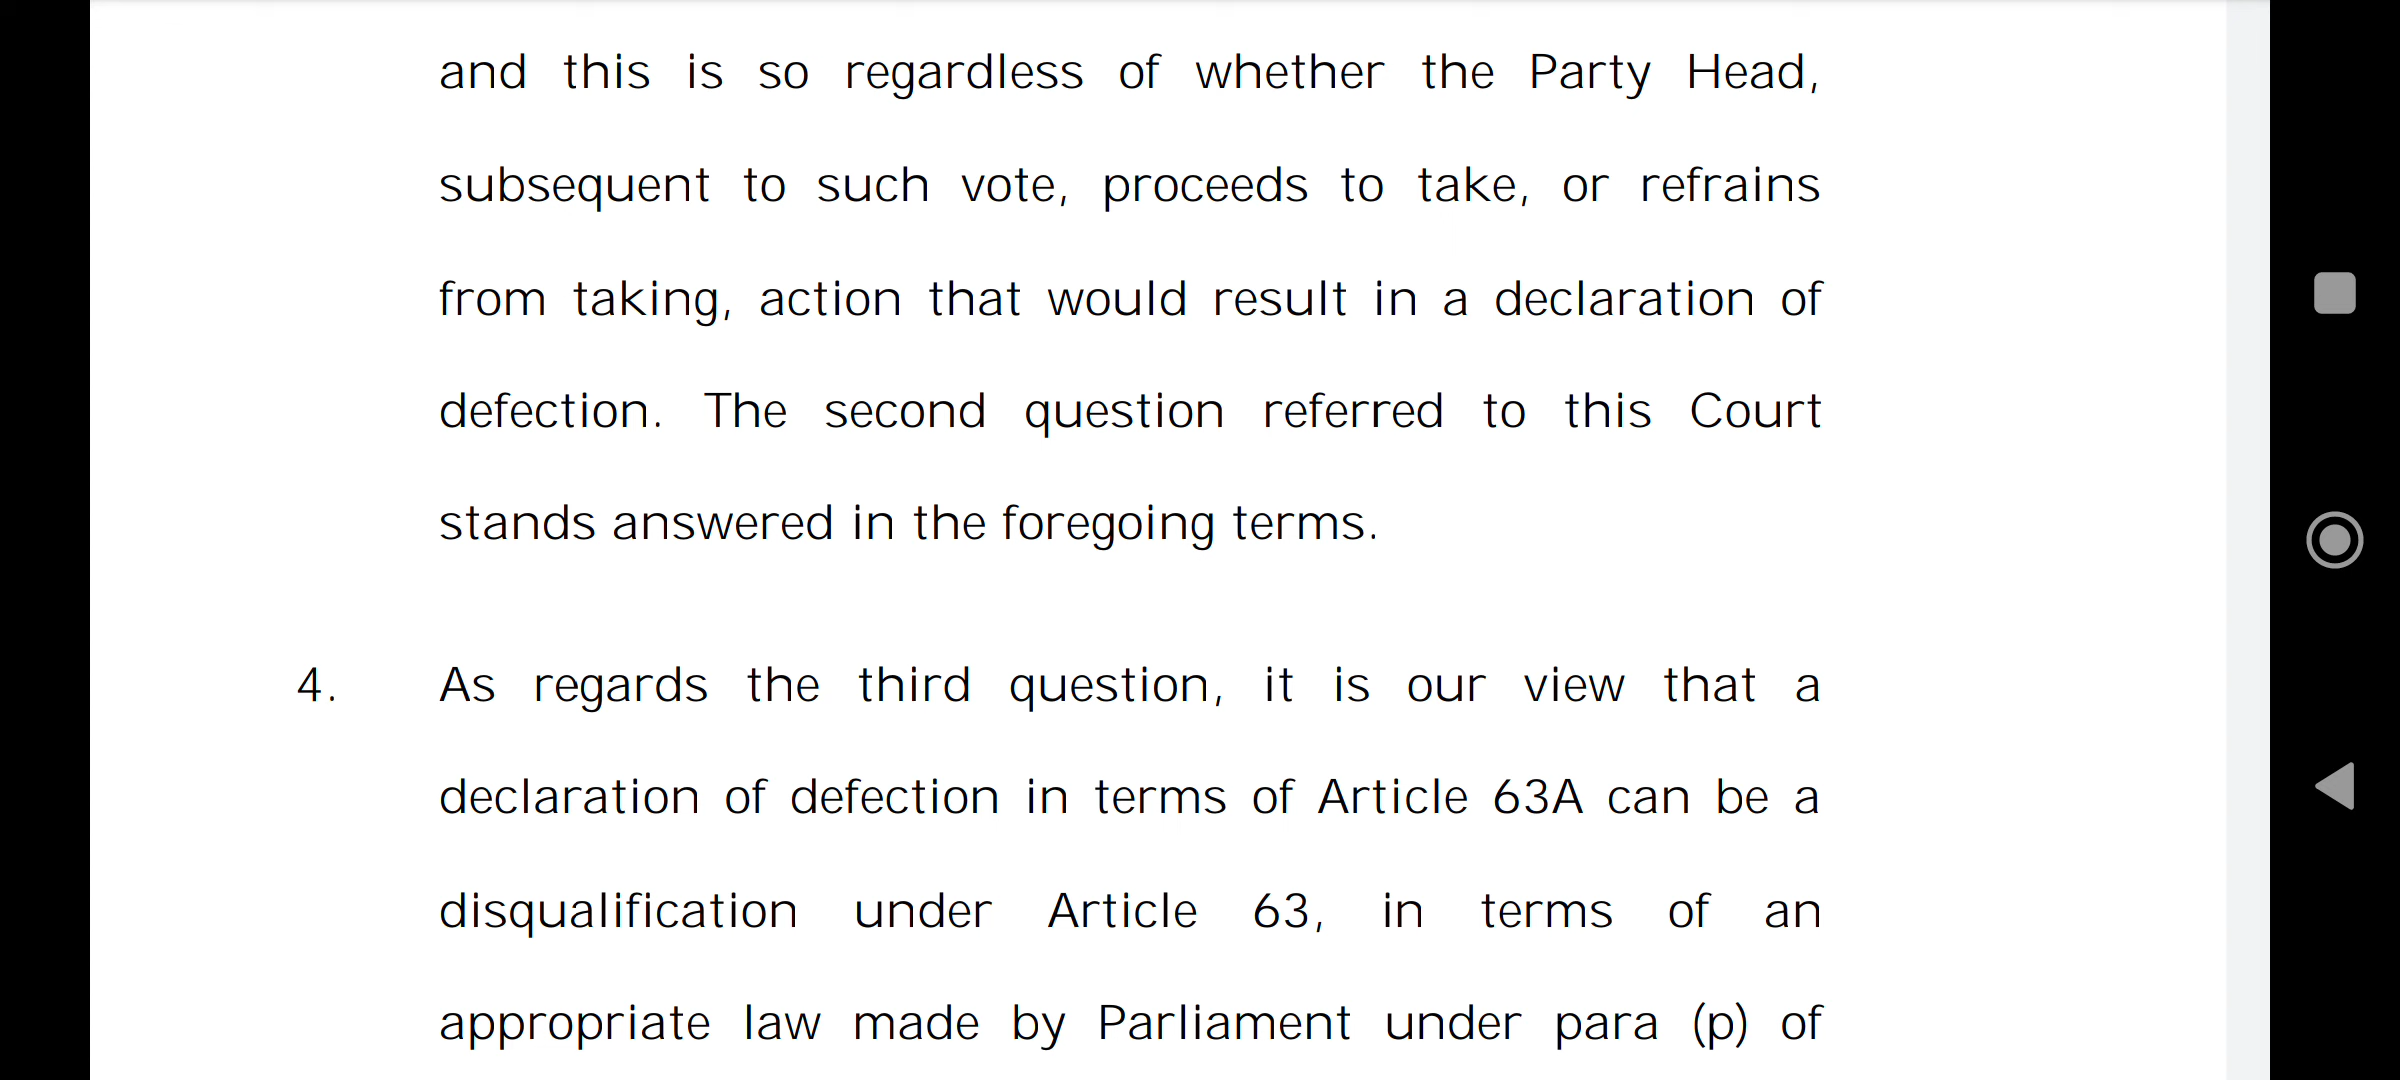 and this is so regardless of whether the Party Head,
subsequent to such vote, proceeds to take, or refrains
from taking, action that would result in a declaration of
defection. The second question referred to this Court
stands answered in the foregoing terms.
4. As regards the third question, it is our view that a
declaration of defection in terms of Article 63A can be a
disqualification under Article 63, in terms of an
appropriate law made by Parliament under para (p) of